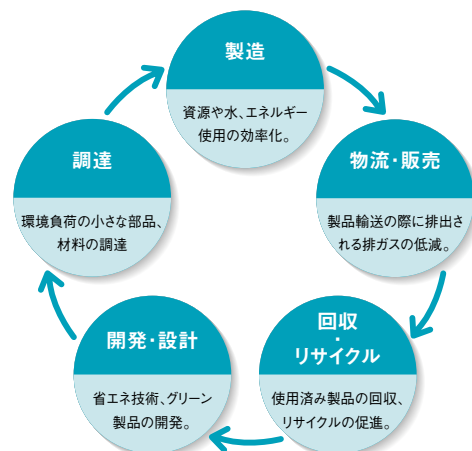 製造
資源や水、エネルギー
使用の効率化。
物流・販売
製品輸送の際に排出さ
れる排ガスの低減。
回収
・
リサイクル
使用済み製品の回収、
リサイクルの促進。
開発・設計
省エネ技術、グリーン
製品の開発。
調達
環境負荷の小さな部品、
材料の調達